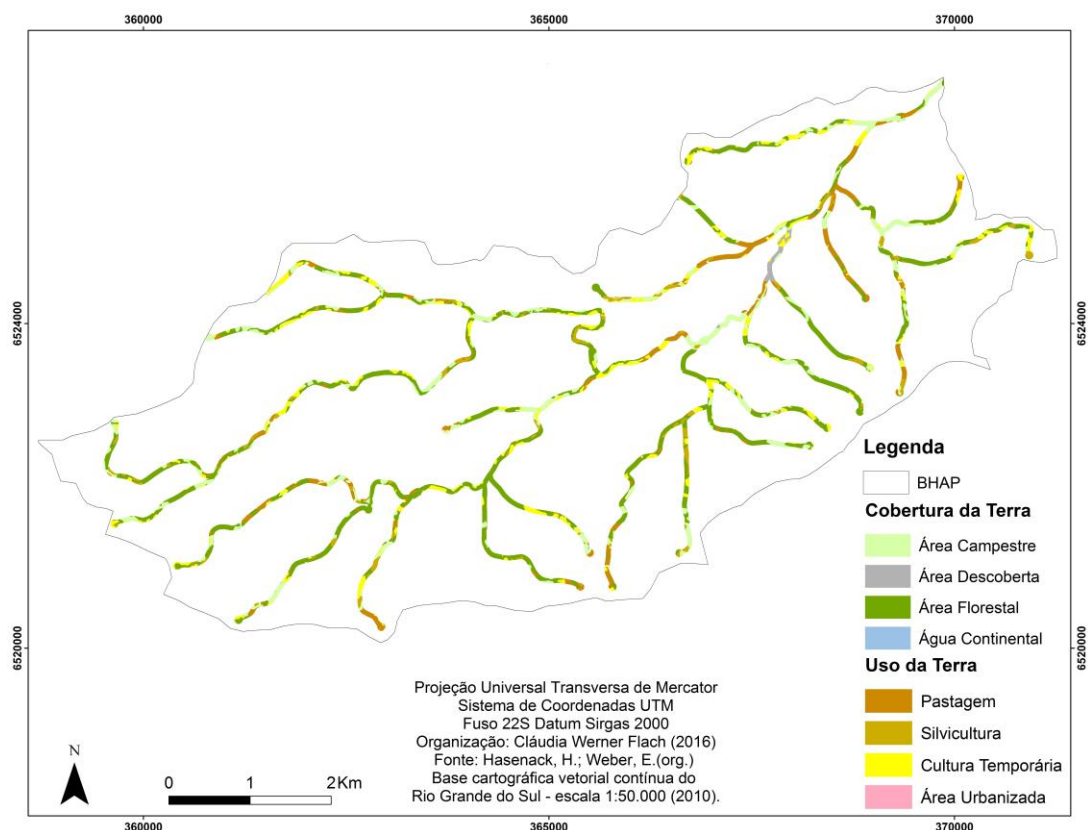 360000
365000
370000
6524000
6524000
6520000
6520000
Legenda
BHAP
Cobertura da Terra
Área Campestre
Área Descoberta
Área Florestal
Água Continental
Uso da Terra
Pastagem
Silvicultura
Cultura Temporária
Área Urbanizada
Projeção Universal Transversa de Mercator
Sistema de Coordenadas UTM
Fuso 22S Datum Sirgas 2000
Organização: Cláudia Werner Flach (2016)
Fonte: Hasenack, H.; Weber, E.(org.)
Base cartográfica vetorial contínua do
Rio Grande do Sul - escala 1:50.000 (2010).
N
0 1 2Km
360000
365000
370000